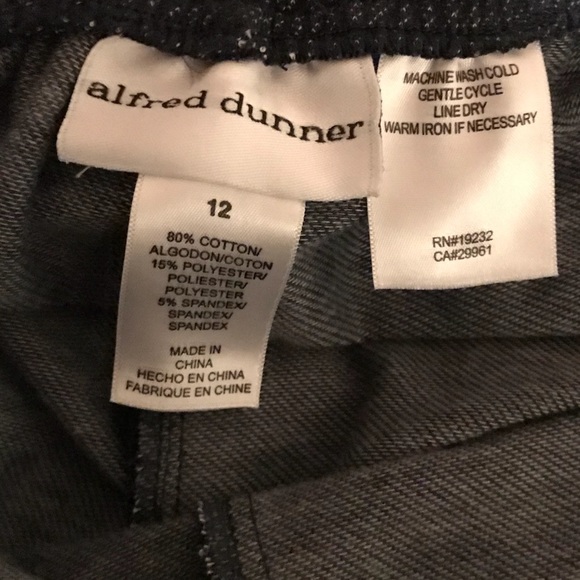 alfred dunner
12
80% COTTON/
ALGODON/COTON
15% POLYESTER/
POLIESTER/
POLYESTER
5% SPANDEX/
SPANDEX/
SPANDEX
MADE IN
CHINA
HECHO EN CHINA
FABRIQUE EN CHINE
MACHINE WASH COLD
GENTLE CYCLE
LINE DRY
WARM IRON IF NECESSARY
RN#19232
CA#29961